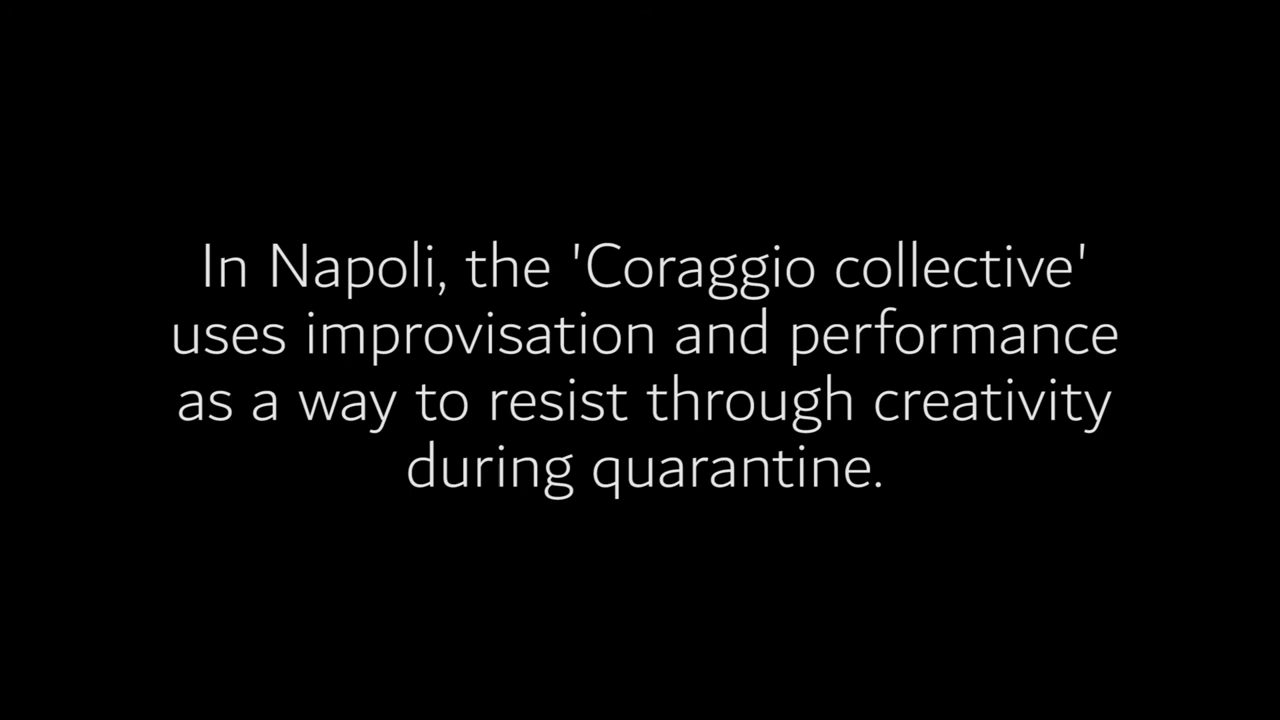 In Napoli, the 'Coraggio collective'
uses improvisation and performance
as a way to resist through creativity
during quarantine.